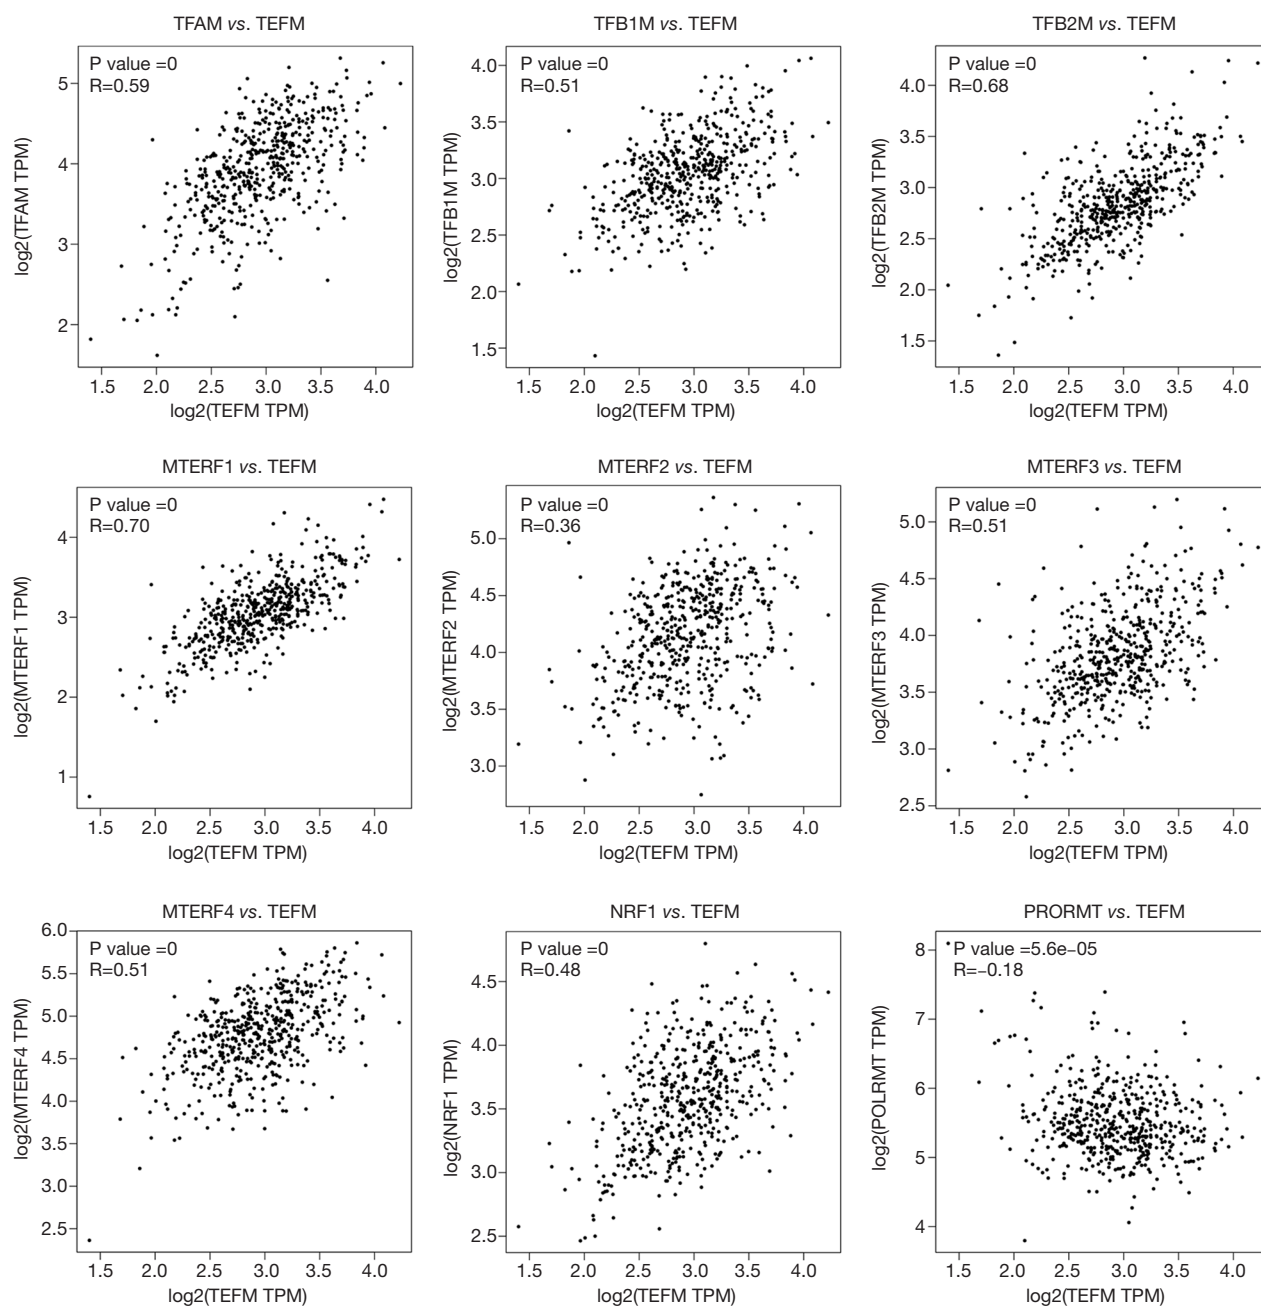 TFAM vs. TEFM
P value =0
R=0.59
5
4
3
2
log2(TFAM TPM)
1.5 2.0 2.5 3.0 3.5 4.0
log2(TEFM TPM)
TFB1M vs. TEFM
P value =0
R=0.51
4.0
3.5
3.0
2.5
2.0
1.5
log2(TFB1M TPM)
1.5 2.0 2.5 3.0 3.5 4.0
log2(TEFM TPM)
TFB2M vs. TEFM
P value =0
R=0.68
4.0
3.5
3.0
2.5
2.0
1.5
log2(TFB2M TPM)
1.5 2.0 2.5 3.0 3.5 4.0
log2(TEFM TPM)
MTERF1 vs. TEFM
P value =0
R=0.70
4
3
2
1
log2(MTERF1 TPM)
1.5 2.0 2.5 3.0 3.5 4.0
log2(TEFM TPM)
MTERF2 vs. TEFM
P value =0
R=0.36
5.0
4.5
4.0
3.5
3.0
log2(MTERF2 TPM)
1.5 2.0 2.5 3.0 3.5 4.0
log2(TEFM TPM)
MTERF3 vs. TEFM
P value =0
R=0.51
5.0
4.5
4.0
3.5
3.0
2.5
log2(MTERF3 TPM)
1.5 2.0 2.5 3.0 3.5 4.0
log2(TEFM TPM)
MTERF4 vs. TEFM
P value =0
R=0.51
6.0
5.5
5.0
4.5
4.0
3.5
3.0
2.5
log2(MTERF4 TPM)
1.5 2.0 2.5 3.0 3.5 4.0
log2(TEFM TPM)
NRF1 vs. TEFM
P value =0
R=0.48
4.5
4.0
3.5
3.0
2.5
log2(NRF1 TPM)
1.5 2.0 2.5 3.0 3.5 4.0
log2(TEFM TPM)
PRORMT vs. TEFM
P value =5.6e−05
R=−0.18
8
7
6
5
4
log2(POLRMT TPM)
1.5 2.0 2.5 3.0 3.5 4.0
log2(TEFM TPM)